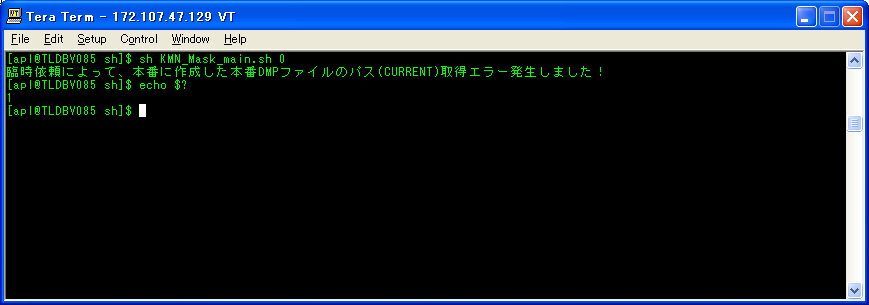 Tera Term - 172.107.47.129 VT
File Edit Setup Control Window Help
[apl@TLDBV085 sh]$ sh KMN_Mask_main.sh 0
臨時依頼によって、本番に作成した本番DMPファイルのパス(CURRENT)取得エラー発生しました！
[apl@TLDBV085 sh]$ echo $?
1
[apl@TLDBV085 sh]$